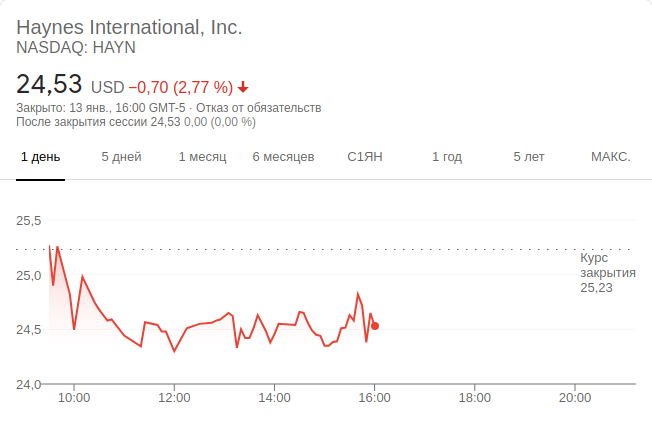 Haynes International, Inc.
NASDAQ: HAYN
24,53 USD −0,70 (2,77 %)
Закрыто: 13 янв., 16:00 GMT-5 · Отказ от обязательств
После закрытия сессии 24,53 0,00 (0,00 %)
1 день 5 дней 1 месяц 6 месяцев С1ЯН 1 год 5 лет МАКС.
25,5
Курс
закрытия
25,23
25,0
24,5
24,0
10:00 12:00 14:00 16:00 18:00 20:00